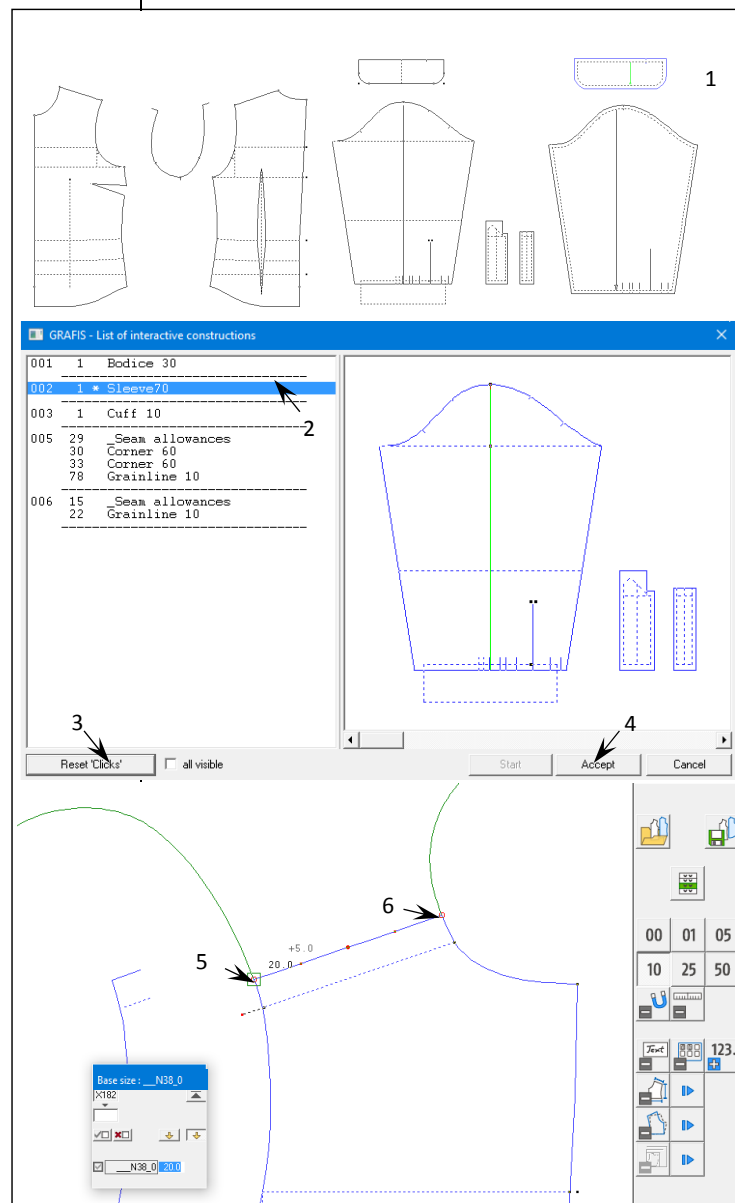 1
GRAFIS - List of interactive constructions
001 1 Bodice 30
002 1 * Sleeve70
2
003 1 Cuff 10
005 29 _Seam allowances
30 Corner 60
33 Corner 60
78 Grainline 10
006 15 _Seam allowances
22 Grainline 10
3
4
Reset 'Clicks'
all visible
Start
Accept
Cancel
6
5
+5.0
20.0
00 01 05
10 25 50
Text
123.
Base size : ___N38_0
X182
___N38_0 20.0